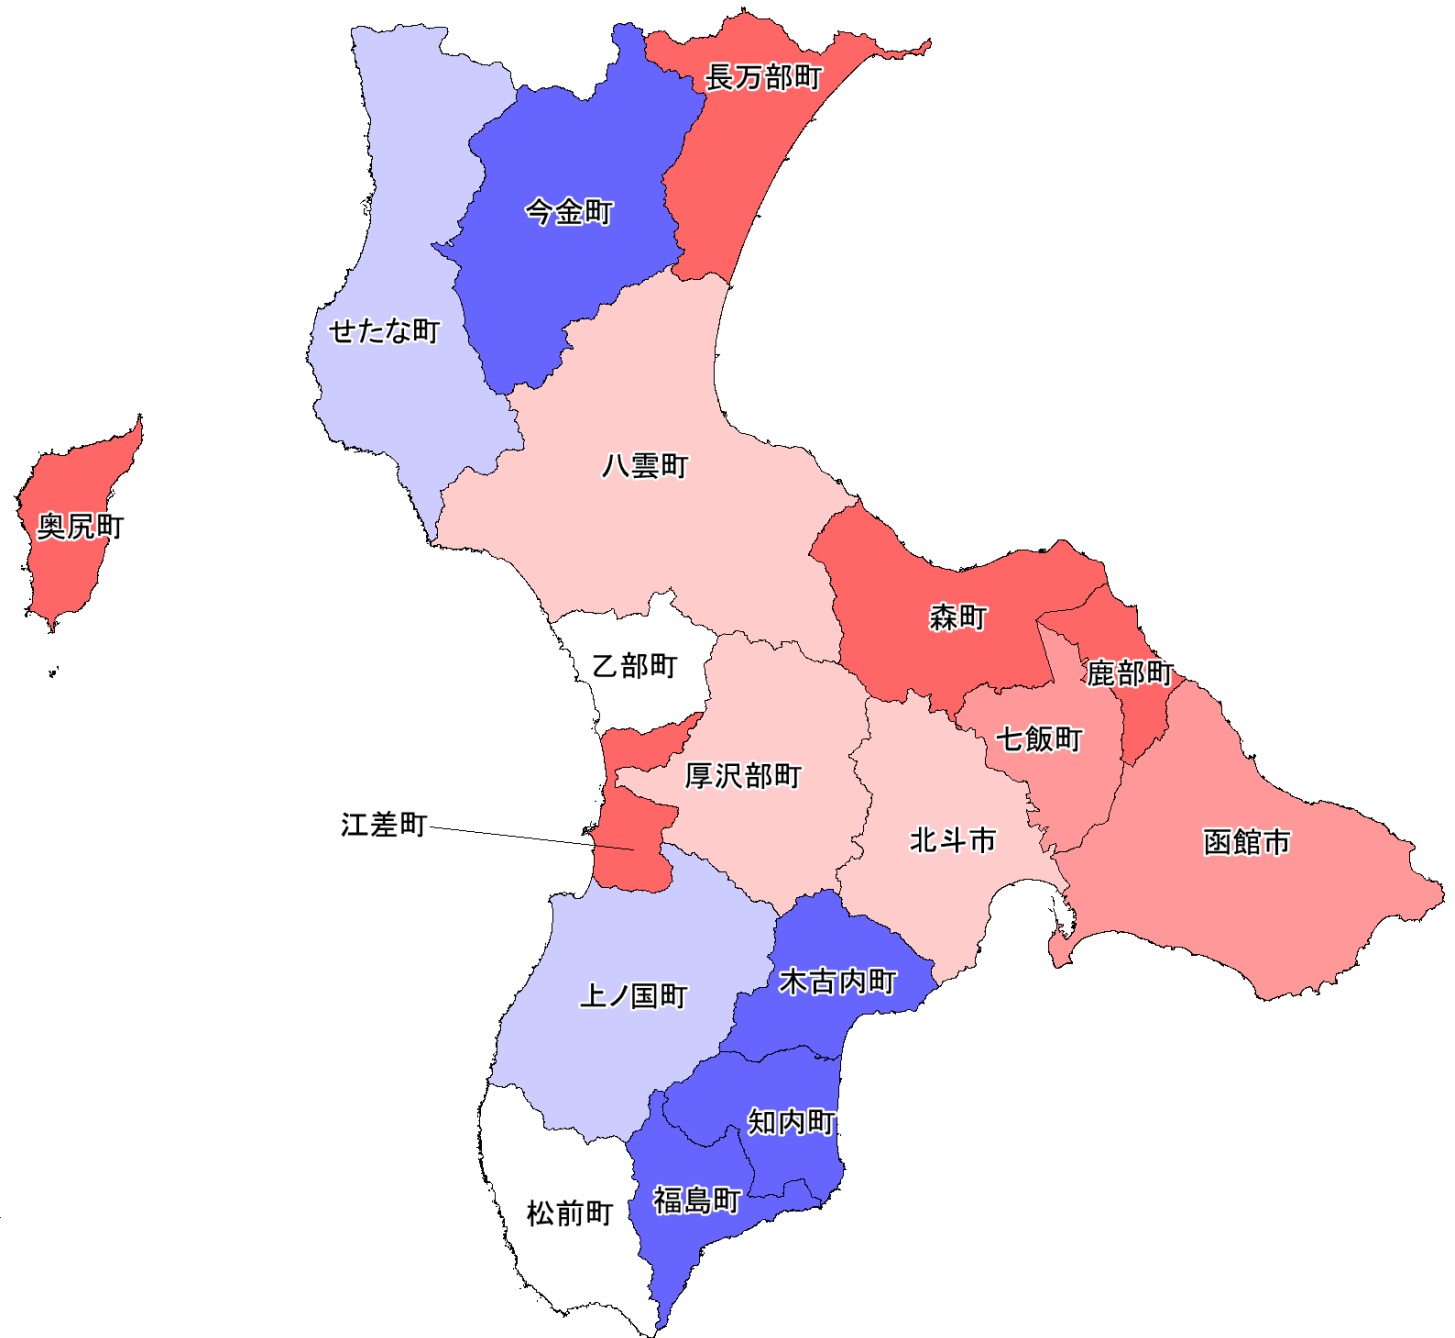 長万部町
今金町
せたな町
八雲町
奥尻町
森町
乙部町
鹿部町
七飯町
厚沢部町
江差町
北斗市
函館市
木古内町
上ノ国町
知内町
福島町
松前町